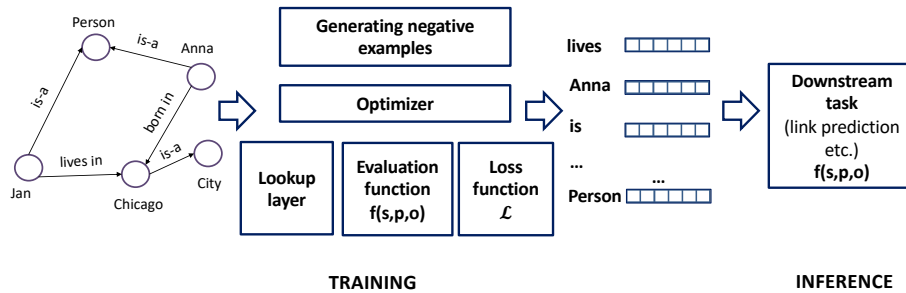 Person
is-a
Anna
is-a
born in
lives in
is-a
Jan
Chicago
City
Generating negative
examples
Optimizer
Lookup
layer
Evaluation
function
f(s,p,o)
Loss
function
ℒ
lives
Anna
is
...
...
Person
Downstream
task
(link prediction
etc.)
f(s,p,o)
TRAINING
INFERENCE